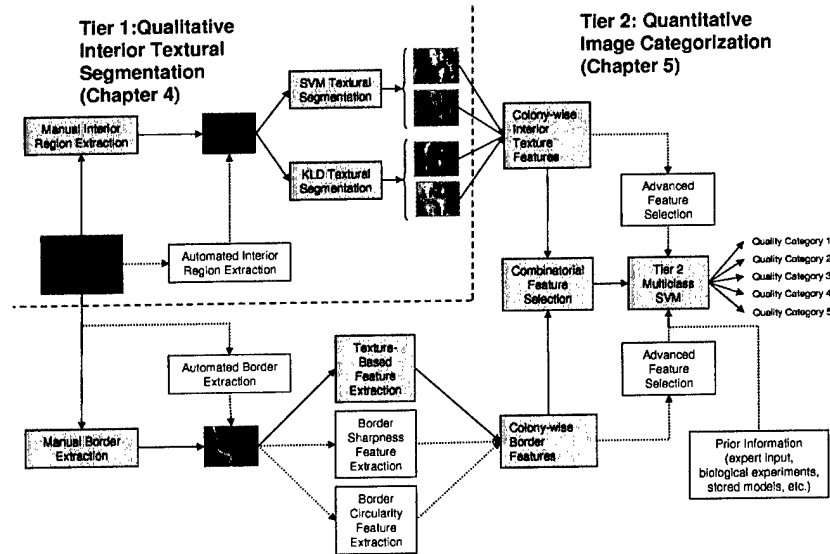 Tier 1:Qualitative
Interior Textural
Segmentation
(Chapter 4)
Tier 2: Quantitative
Image Categorization
(Chapter 5)
SVM Textural
Segmentation
Manual Interior
Region Extraction
KLD Textural
Segmentation
Colony-wise
Interior
Texture
Features
Advanced
Feature
Selection
Automated Interior
Region Extraction
Combinatorial
Feature
Selection
Tier 2
Multiclass
SVM
Quality Category 1
Quality Category 2
Quality Category 3
Quality Category 4
Quality Category 5
Automated Border
Extraction
Texture-
Based
Feature
Extraction
Advanced
Feature
Selection
Manual Border
Extraction
Border
Sharpness
Feature
Extraction
Colony-wise
Border
Features
Prior Information
(expert input,
biological experiments,
stored models, etc.)
Border
Circularity
Feature
Extraction